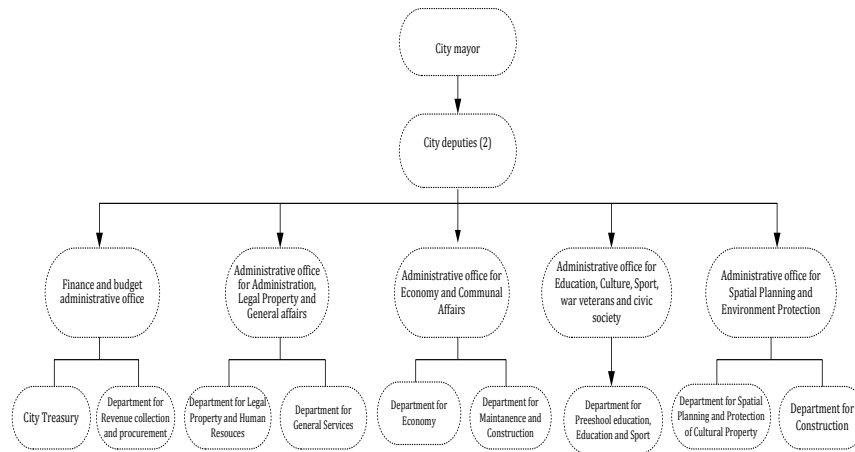 City mayor
City deputies (2)
Finance and budget
administrative office
Administrative office
for Administration,
Legal Property and
General affairs
Administrative office for
Economy and Communal
Affairs
Administrative office for
Education, Culture, Sport,
war veterans and civic
society
Administrative office for
Spatial Planning and
Environment Protection
City Treasury
Department for
Revenue collection
and procurement
Department for Legal
Property and Human
Resouces
Department for
General Services
Department for
Economy
Department for
Maintanence and
Construction
Department for
Preeshool education,
Education and Sport
Department for Spatial
Planning and Protection
of Cultural Property
Department for
Construction